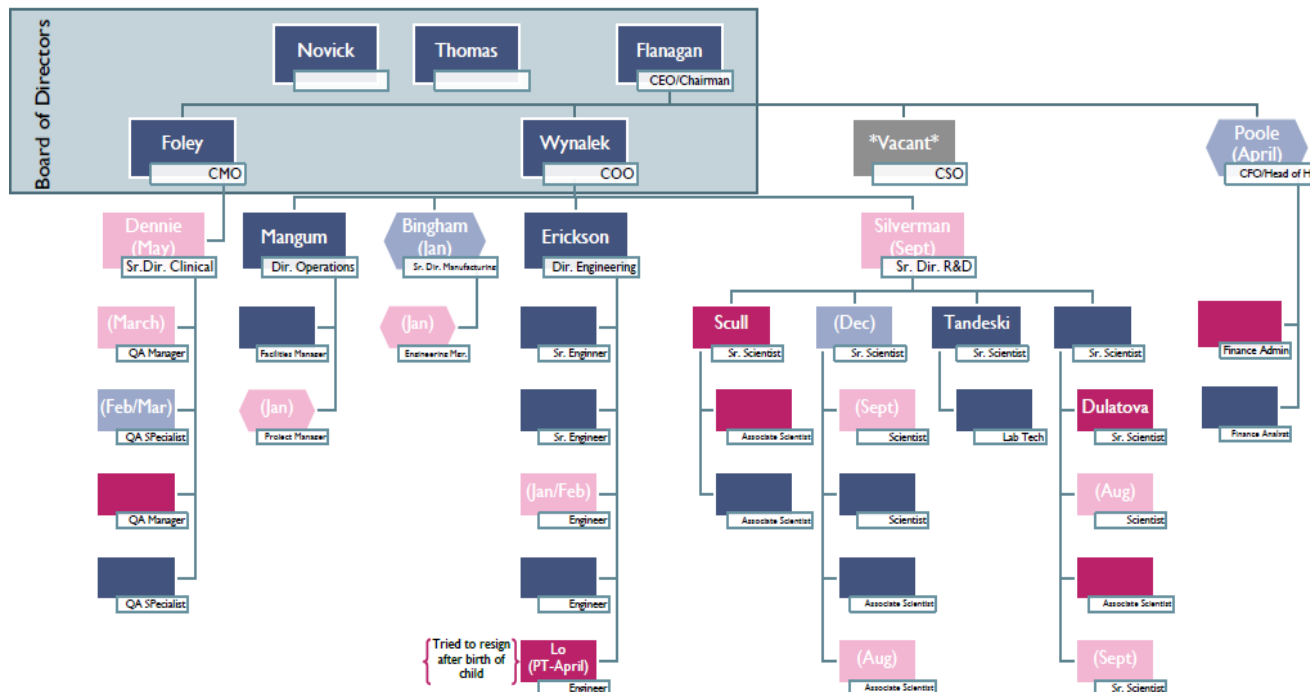 Board of Directors
Novick
Thomas
Flanagan
CEO/Chairman
Foley
CMO
Wynalek
COO
*Vacant*
CSO
Poole
(April)
CFO/Head of H
Dennie
(May)
Sr.Dir. Clinical
Mangum
Dir. Operations
Bingham
(Jan)
Sr. Dir. Manufacturing
Erickson
Dir. Engineering
Silverman
(Sept)
Sr. Dir. R&D
(March)
QA Manager
Facilities Manager
(Jan)
Engineering Mgr.
Sr. Enginner
Scull
Sr. Scientist
(Dec)
Sr. Scientist
Tandeski
Sr. Scientist
Sr. Scientist
Finance Admin
(Feb/Mar)
QA SPecialist
(Jan)
Project Manager
Sr. Engineer
Associate Scientist
(Sept)
Scientist
Lab Tech
Dulatova
Sr. Scientist
Finance Analyst
QA Manager
(Jan/Feb)
Engineer
Associate Scientist
Scientist
(Aug)
Scientist
QA SPecialist
Engineer
Associate Scientist
Associate Scientist
Tried to resign
after birth of
child
Lo
(PT-April)
Engineer
(Aug)
Associate Scientist
(Sept)
Sr. Scientist